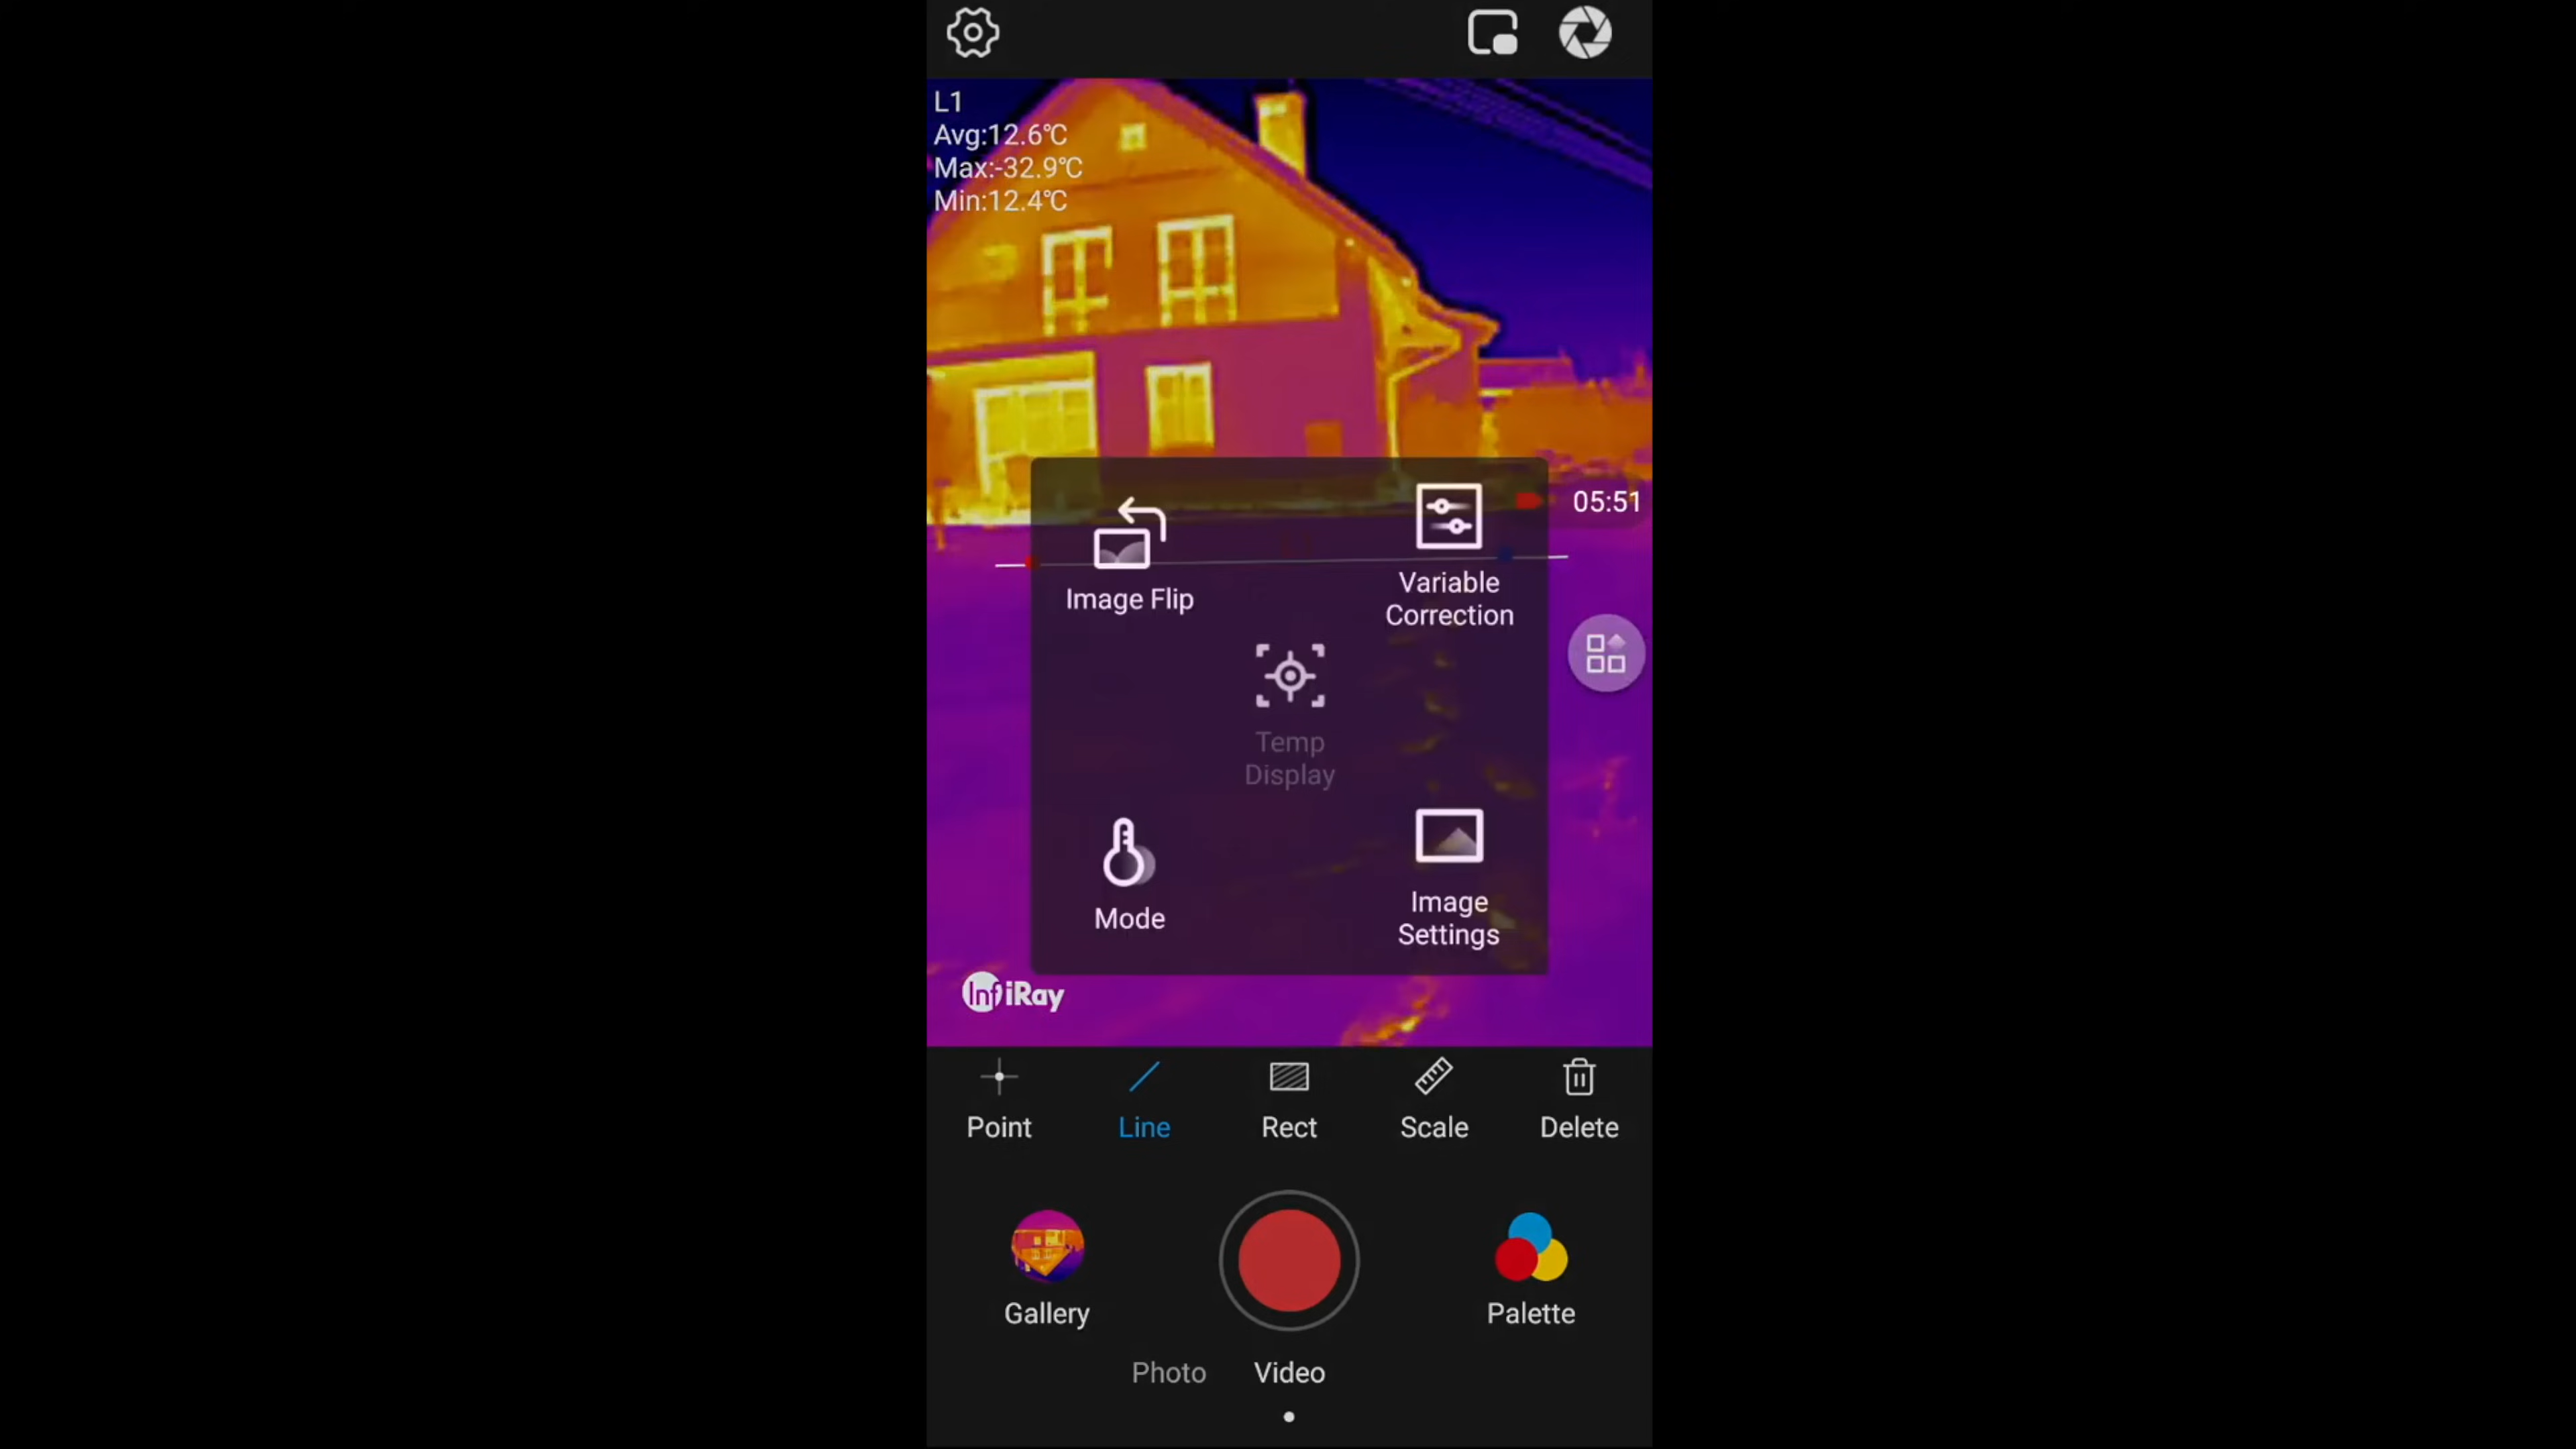 L1
Avg:12.6℃
Max:-32.9℃
Min:12.4℃
05:51
Image Flip
Variable
Correction
Temp
Display
Mode
Image
Settings
InfiRay
Point
Line
Rect
Scale
Delete
Gallery
Palette
Photo
Video